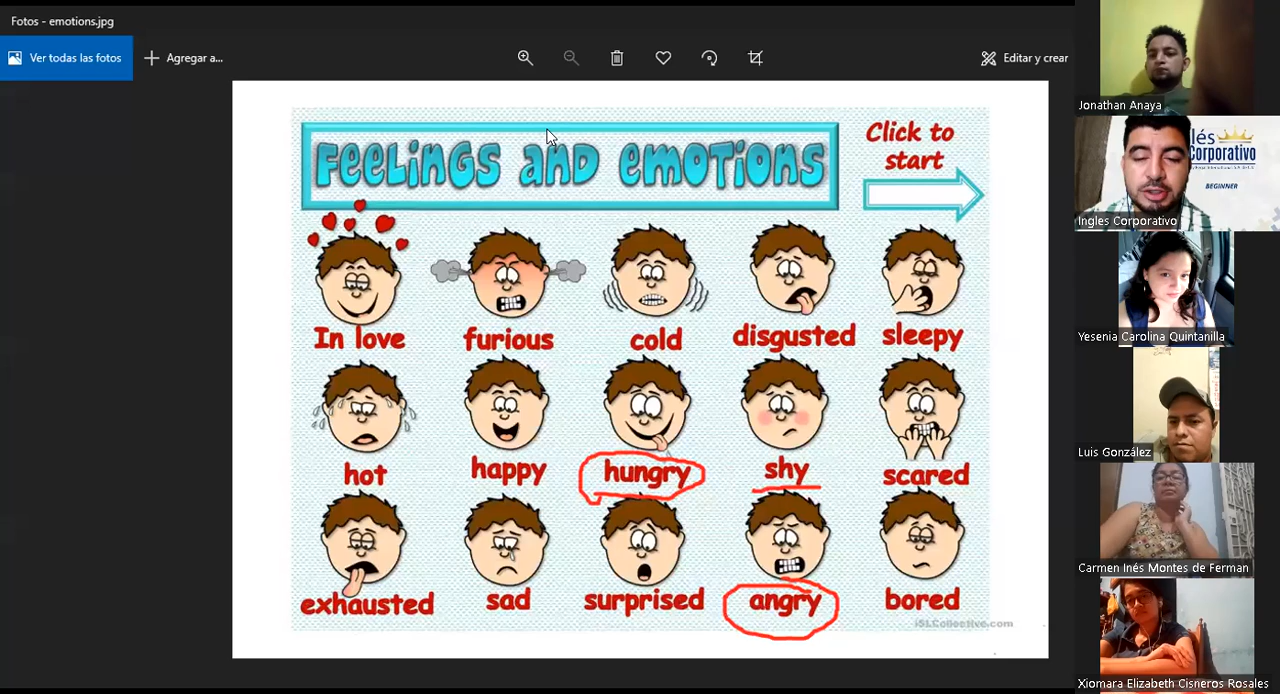 Fotos - emotions.jpg
Ver todas las fotos
Agregar a...
Editar y crear
Feelings and emotions
Click to
start
In love
furious
cold
disgusted
sleepy
hot
happy
hungry
shy
scared
exhausted
sad
surprised
angry
bored
iSLCollective.com
Jonathan Anaya
lés
Corporativo
BEGINNER
Ingles Corporativo
Yesenia Carolina Quintanilla
Luis González
Carmen Inés Montes de Ferman
Xiomara Elizabeth Cisneros Rosales